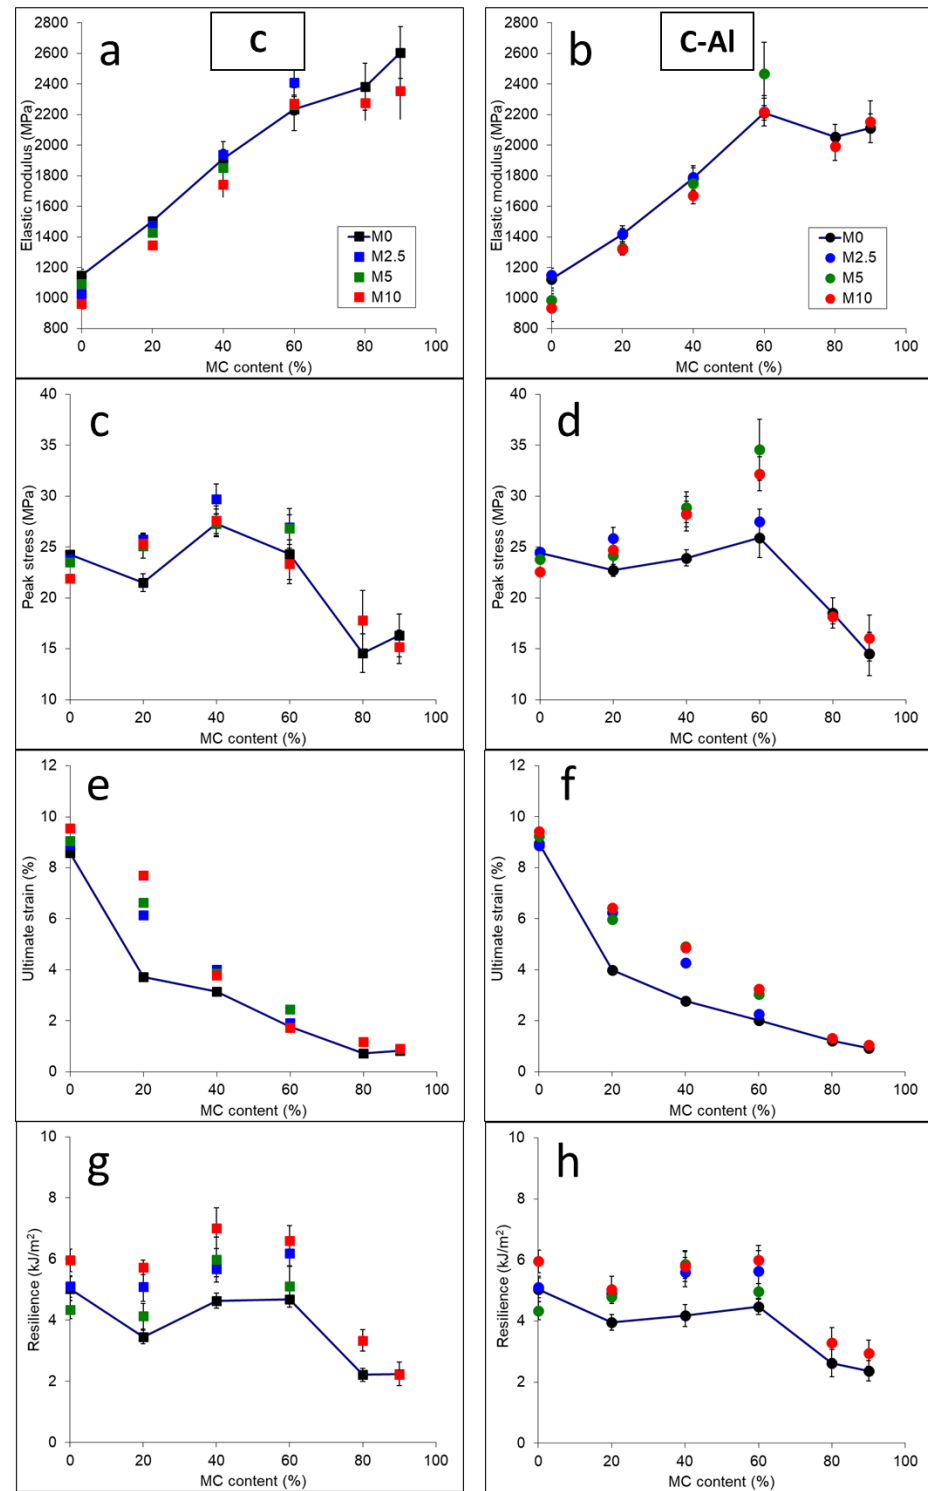 a
C
Elastic modulus (MPa)
2800
2600
2400
2200
2000
1800
1600
1400
1200
1000
800
M0
M2.5
M5
M10
0 20 40 60 80 100
MC content (%)
b
C-Al
Elastic modulus (MPa)
2800
2600
2400
2200
2000
1800
1600
1400
1200
1000
800
M0
M2.5
M5
M10
0 20 40 60 80 100
MC content (%)
c
Peak stress (MPa)
40
35
30
25
20
15
10
0 20 40 60 80 100
MC content (%)
d
Peak stress (MPa)
40
35
30
25
20
15
10
0 20 40 60 80 100
MC content (%)
e
Ultimate strain (%)
12
10
8
6
4
2
0
0 20 40 60 80 100
MC content (%)
f
Ultimate strain (%)
12
10
8
6
4
2
0
0 20 40 60 80 100
MC content (%)
g
Resilience (kJ/m²)
10
8
6
4
2
0
0 20 40 60 80 100
MC content (%)
h
Resilience (kJ/m²)
10
8
6
4
2
0
0 20 40 60 80 100
MC content (%)